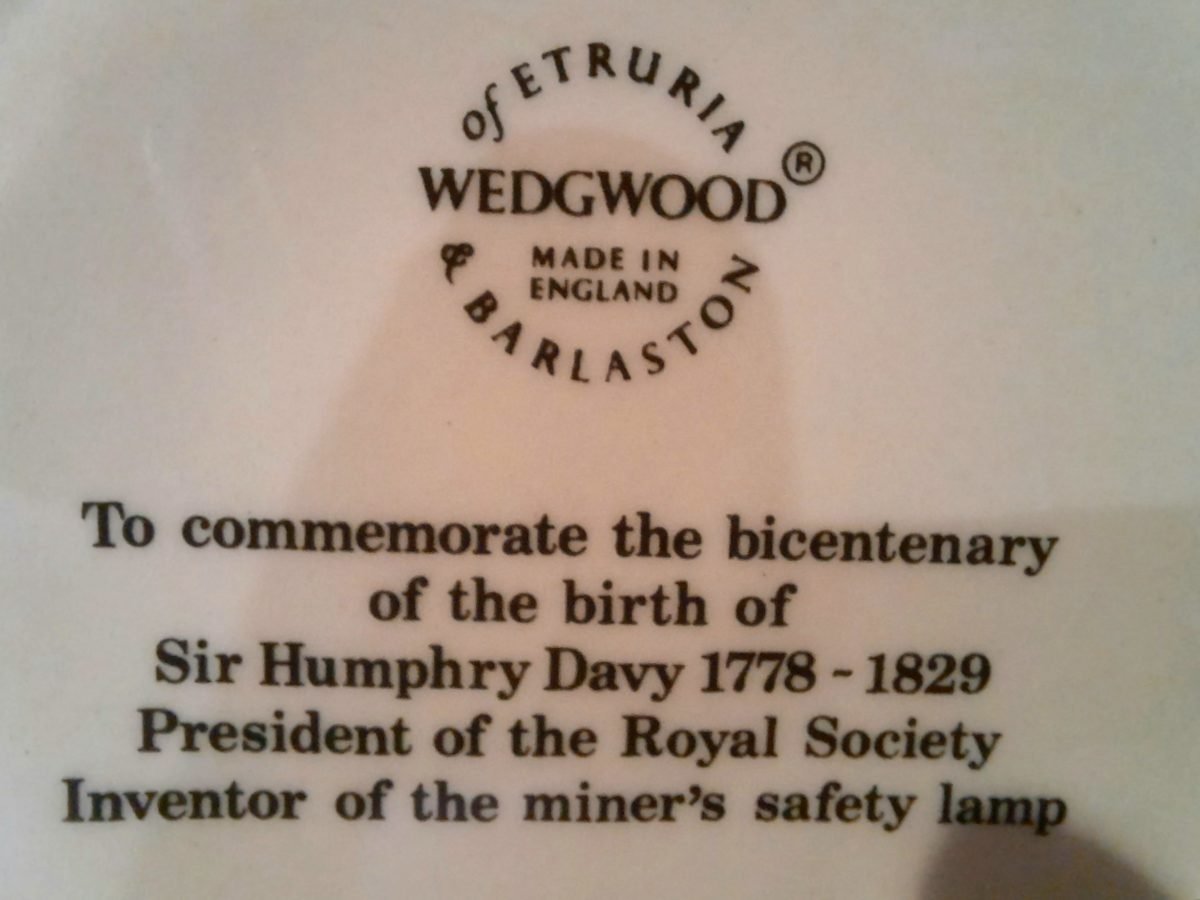 of ETRURIA
WEDGWOOD®
MADE IN
ENGLAND
& BARLASTON
To commemorate the bicentenary
of the birth of
Sir Humphry Davy 1778 - 1829
President of the Royal Society
Inventor of the miner's safety lamp